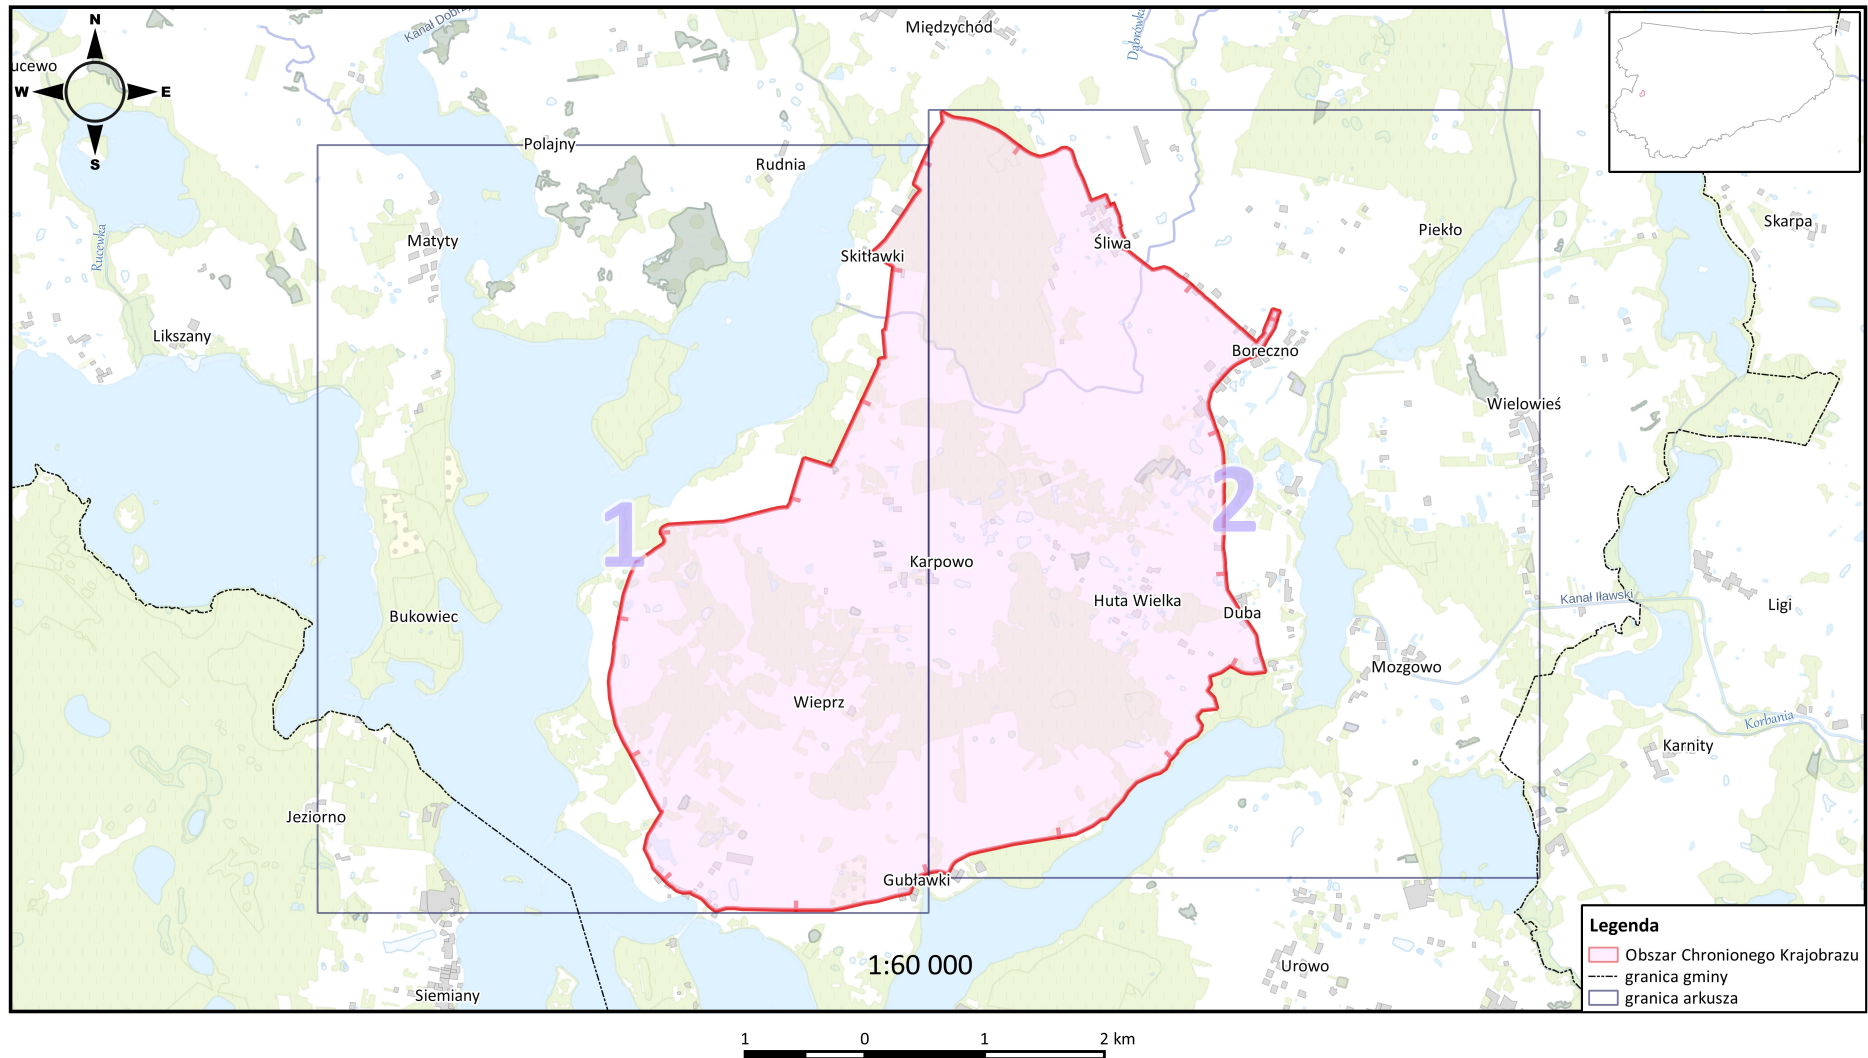 N
Kanał Dobrzy
Międzychód
Dąbrówka
ucewo
W
E
S
Polajny
Rudnia
Rucewka
Matyty
Skitławki
Śliwa
Piekło
Skarpa
Likszany
Boreczno
Wielowieś
1
2
Karpowo
Huta Wielka
Duba
Kanał Iławski
Ligi
Bukowiec
Mozgowo
Wieprz
Korbania
Karnity
Jeziorno
Gubławki
Siemiany
1:60 000
Urowo
Legenda
Obszar Chronionego Krajobrazu
granica gminy
granica arkusza
1 0 1 2 km